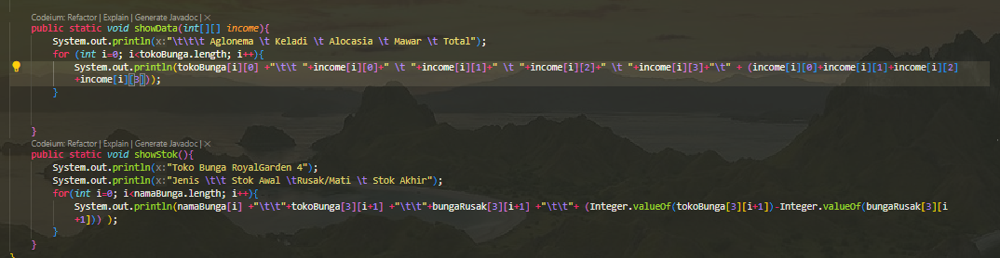 Codeium: Refactor | Explain | Generate Javadoc | ×
public static void showData(int[][] income){
System.out.println(x:"\t\t\t Aglonema \t Keladi \t Alocasia \t Mawar \t Total");
for (int i=0; i<tokoBunga.length; i++){
System.out.println(tokoBunga[i][0] +"\t\t "+income[i][0]+" \t "+income[i][1]+" \t "+income[i][2]+" \t "+income[i][3]+"\t" + (income[i][0]+income[i][1]+income[i][2]
+income[i][3]));
}
}
Codeium: Refactor | Explain | Generate Javadoc | ×
public static void showStok(){
System.out.println(x:"Toko Bunga RoyalGarden 4");
System.out.println(x:"Jenis \t\t Stok Awal \tRusak/Mati \t Stok Akhir");
for(int i=0; i<namaBunga.length; i++){
System.out.println(namaBunga[i] +"\t\t"+tokoBunga[3][i+1] +"\t\t"+bungaRusak[3][i+1] +"\t\t"+ (Integer.valueOf(tokoBunga[3][i+1])-Integer.valueOf(bungaRusak[3][i
+1])) );
}
}
}